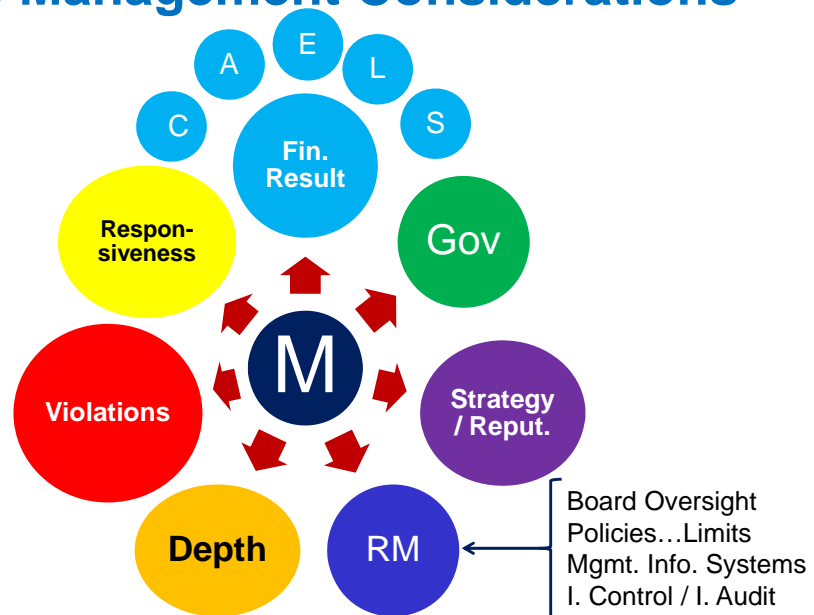 Management Considerations
C
A
E
L
S
Fin.
Result
Respon-
siveness
Gov
M
Violations
Strategy
/ Reput.
Depth
RM
Board Oversight
Policies…Limits
Mgmt. Info. Systems
I. Control / I. Audit